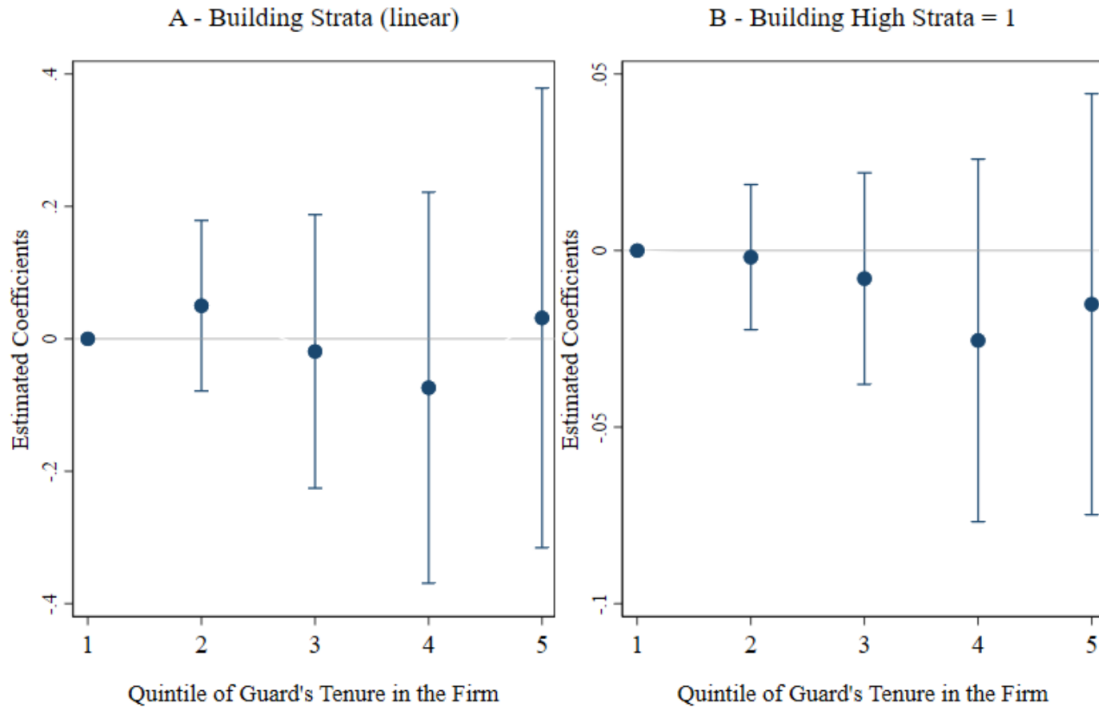 A - Building Strata (linear)
B - Building High Strata = 1
Estimated Coefficients
.4
.2
0
-.2
-.4
1 2 3 4 5
Quintile of Guard's Tenure in the Firm
Estimated Coefficients
.05
0
-.05
-.1
1 2 3 4 5
Quintile of Guard's Tenure in the Firm